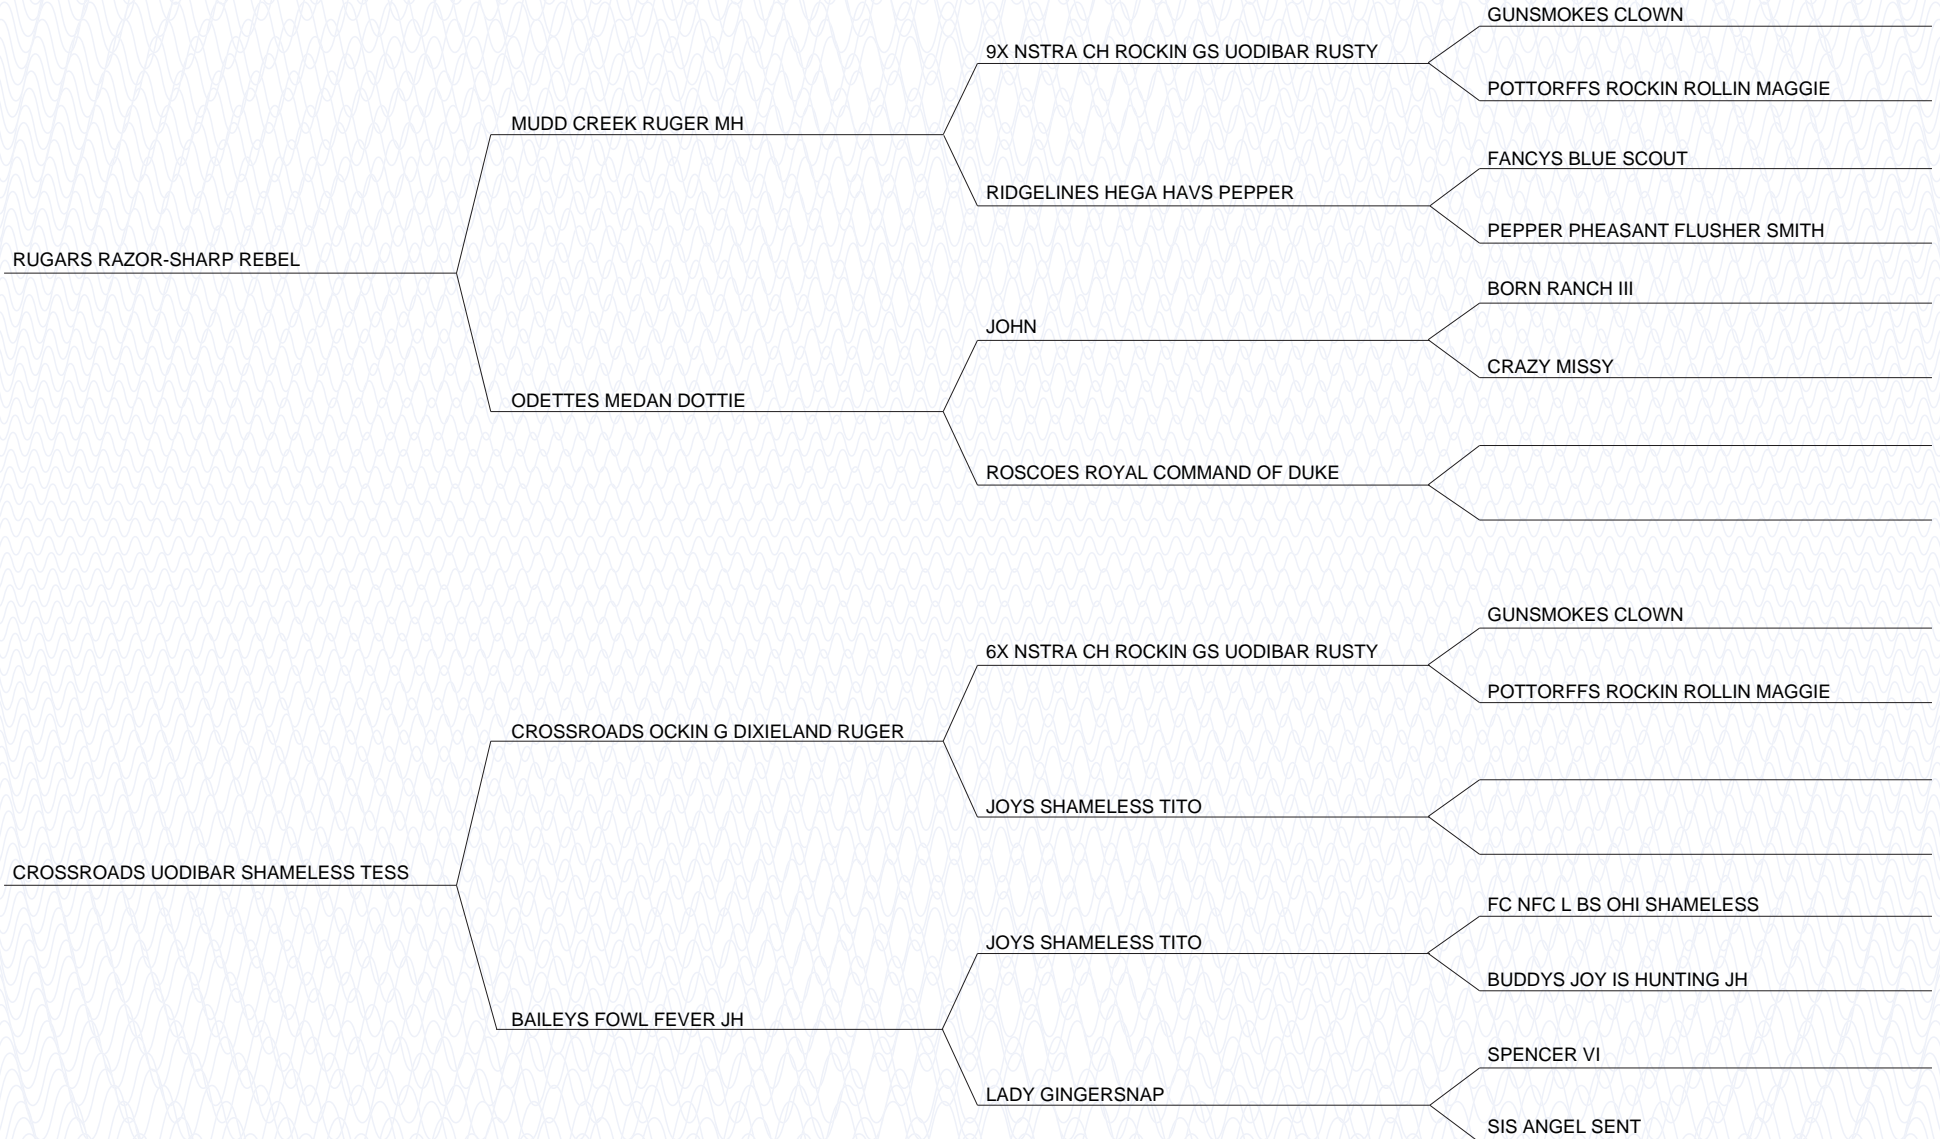 GUNSMOKES CLOWN
9X NSTRA CH ROCKIN GS UODIBAR RUSTY
POTTORFFS ROCKIN ROLLIN MAGGIE
MUDD CREEK RUGER MH
FANCYS BLUE SCOUT
RIDGELINES HEGA HAVS PEPPER
PEPPER PHEASANT FLUSHER SMITH
RUGARS RAZOR-SHARP REBEL
BORN RANCH III
JOHN
CRAZY MISSY
ODETTES MEDAN DOTTIE
ROSCOES ROYAL COMMAND OF DUKE
GUNSMOKES CLOWN
6X NSTRA CH ROCKIN GS UODIBAR RUSTY
POTTORFFS ROCKIN ROLLIN MAGGIE
CROSSROADS OCKIN G DIXIELAND RUGER
JOYS SHAMELESS TITO
CROSSROADS UODIBAR SHAMELESS TESS
FC NFC L BS OHI SHAMELESS
JOYS SHAMELESS TITO
BUDDYS JOY IS HUNTING JH
BAILEYS FOWL FEVER JH
SPENCER VI
LADY GINGERSNAP
SIS ANGEL SENT